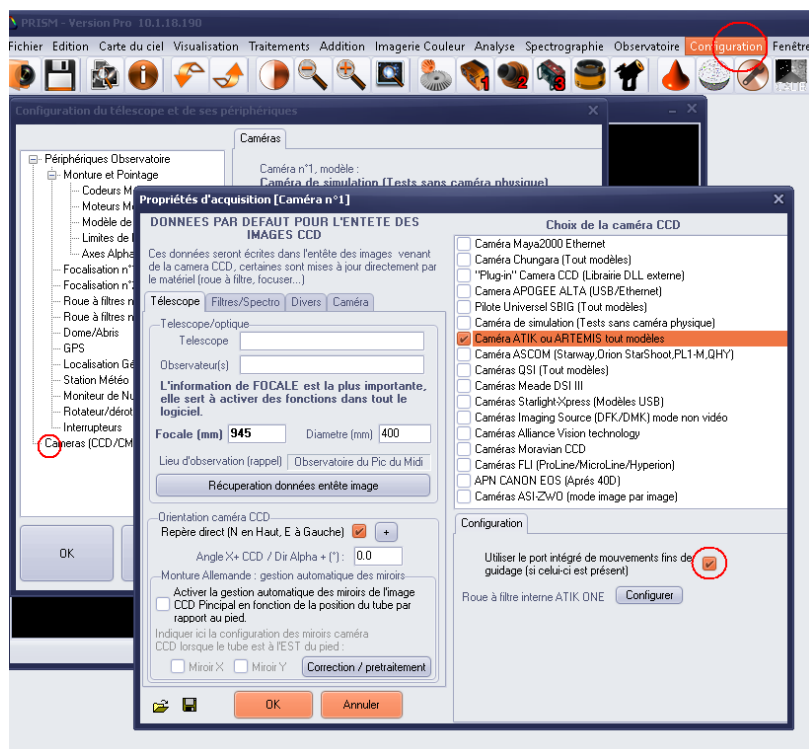 PRISM - Version Pro 10.1.18.190
Fichier Edition Carte du ciel Visualisation Traitements Addition Imagerie Couleur Analyse Spectrographie Observatoire Configuration Fenêtre
Configuration du télescope et de ses périphériques
Caméras
Périphériques Observatoire
Monture et Pointage
Codeurs
Moteurs
Modèle de
Limites de
Axes Alpha
Focalisation
Focalisation
Roue à filtres
Roue à filtres
Dome/Abris
GPS
Localisation
Station Météo
Moniteur de
Rotateur/dérot
Interrupteurs
Cameras (CCD/CM
OK
Caméra n°1, modèle :
Caméra de simulation (Tests sans caméra physique)
Propriétés d'acquisition [Caméra n°1]
DONNEES PAR DEFAUT POUR L'ENTETE DES
IMAGES CCD
Ces données seront écrites dans l'entête des images venant
de la camera CCD, certaines sont mises à jour directement par
le matériel (roue à filtre, focuser...)
Télescope Filtres/Spectro Divers Caméra
Telescope/optique
Telescope
Observateur(s)
L'information de FOCALE est la plus importante,
elle sert à activer des fonctions dans tout le
logiciel.
Focale (mm) 945 Diametre (mm) 400
Lieu d'observation (rappel) Observatoire du Pic du Midi
Récuperation données entête image
Orientation caméra CCD
Repère direct (N en Haut, E à Gauche) +
Angle X+ CCD / Dir Alpha + (°) : 0.0
Monture Allemande : gestion automatique des miroirs
Activer la gestion automatique des miroirs de l'image
CCD Pincipal en fonction de la position du tube par
rapport au pied.
Indiquer ici la configuration des miroirs caméra
CCD lorsque le tube est à l'EST du pied :
Miroir X Miroir Y Correction / pretraitement
OK Annuler
Choix de la caméra CCD
Caméra Maya2000 Ethernet
Caméra Chungara (Tout modèles)
"Plug-in" Camera CCD (Librairie DLL externe)
Camera APOGEE ALTA (USB/Ethernet)
Pilote Universel SBIG (Tout modèles)
Caméra de simulation (Tests sans caméra physique)
Caméra ATIK ou ARTEMIS tout modèles
Caméra ASCOM (Starway,Orion StarShoot,PL1-M,QHY)
Caméras QSI (Tout modèles)
Caméras Meade DSI III
Caméras Starlight-Xpress (Modèles USB)
Caméras Imaging Source (DFK/DMK) mode non vidéo
Caméras Alliance Vision technology
Caméras Moravian CCD
Caméras FLI (ProLine/MicroLine/Hyperion)
APN CANON EOS (Aprés 40D)
Caméras ASI-ZWO (mode image par image)
Configuration
Utiliser le port intégré de mouvements fins de
guidage (si celui-ci est présent)
Roue à filtre interne ATIK ONE Configurer